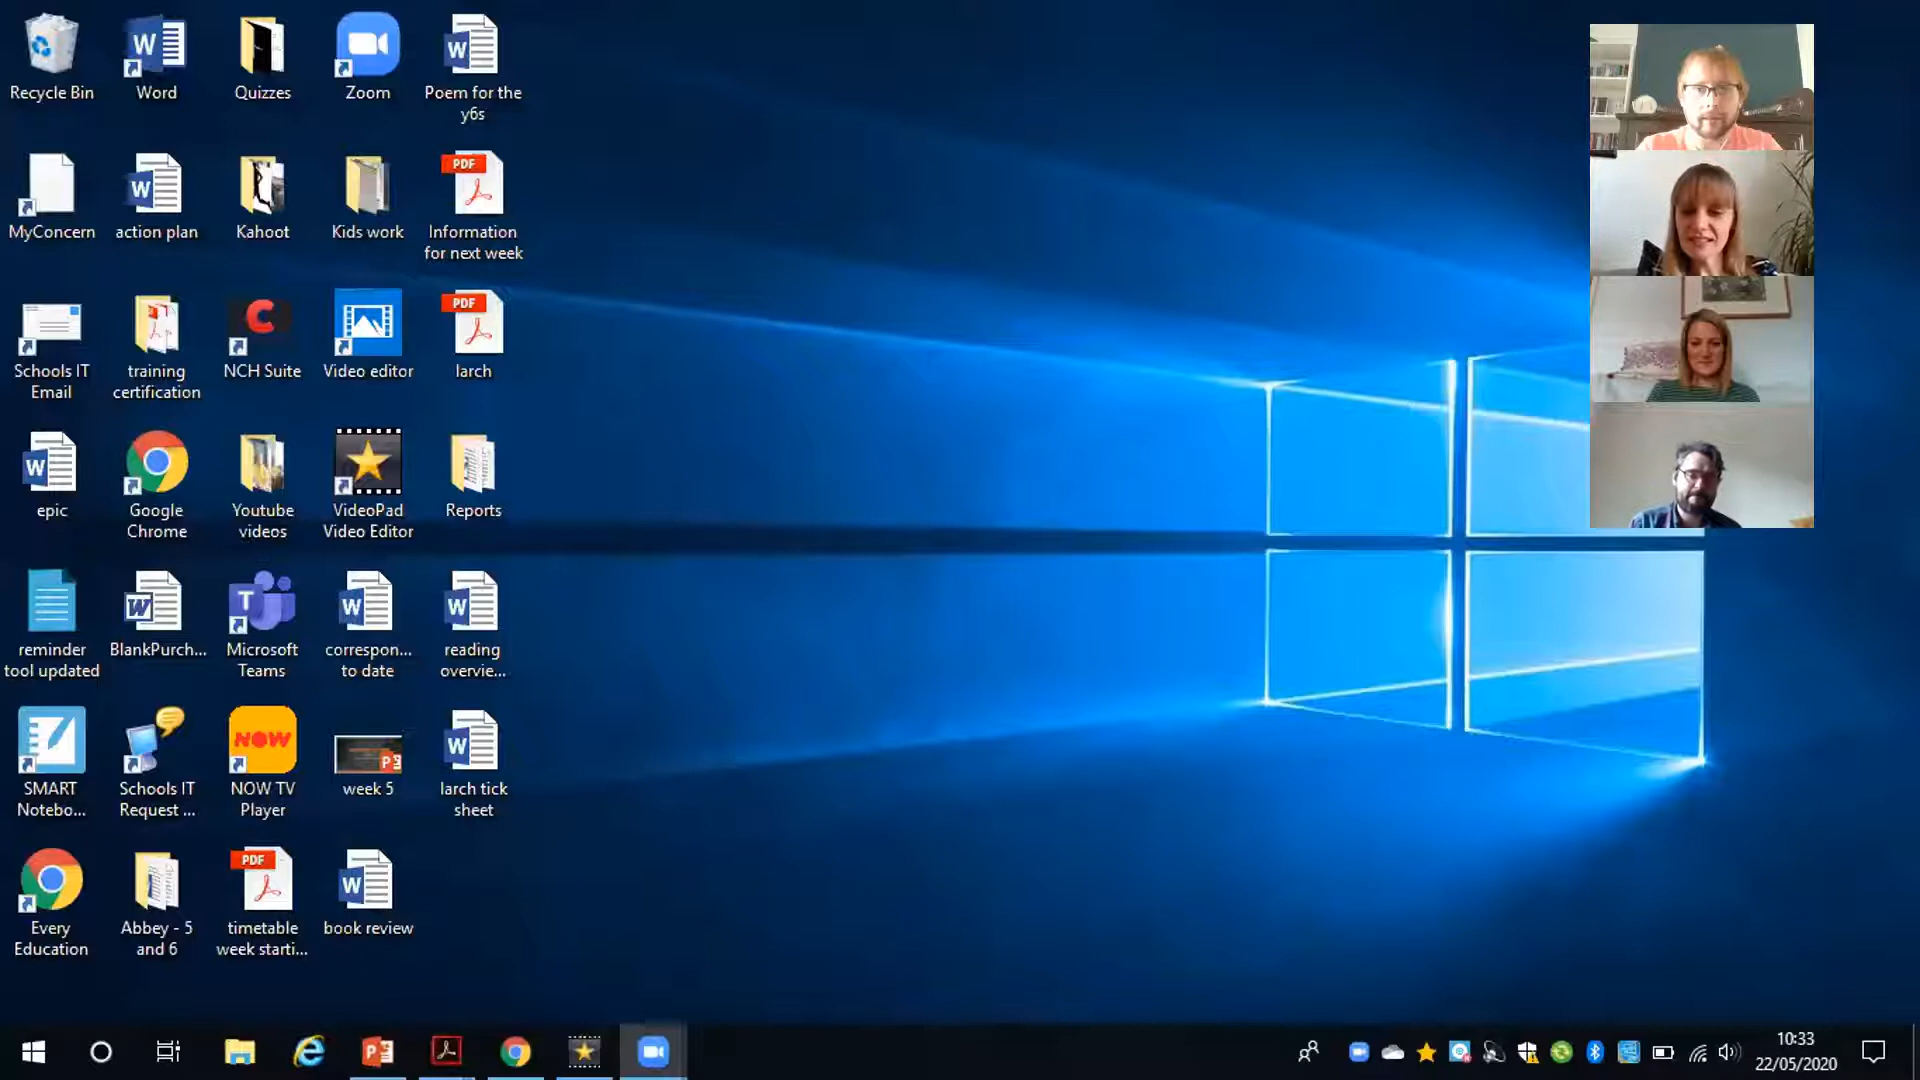 Recycle Bin
Word
Quizzes
Zoom
Poem for the
y6s
MyConcern
action plan
Kahoot
Kids work
PDF
Information
for next week
Schools IT
Email
training
certification
NCH Suite
Video editor
PDF
larch
epic
Google
Chrome
Youtube
videos
VideoPad
Video Editor
Reports
reminder
tool updated
BlankPurch...
Microsoft
Teams
correspon...
to date
reading
overvie...
SMART
Notebo...
Schools IT
Request ...
NOW
NOW TV
Player
week 5
larch tick
sheet
Every
Education
Abbey - 5
and 6
PDF
timetable
week starti...
book review
10:33
22/05/2020